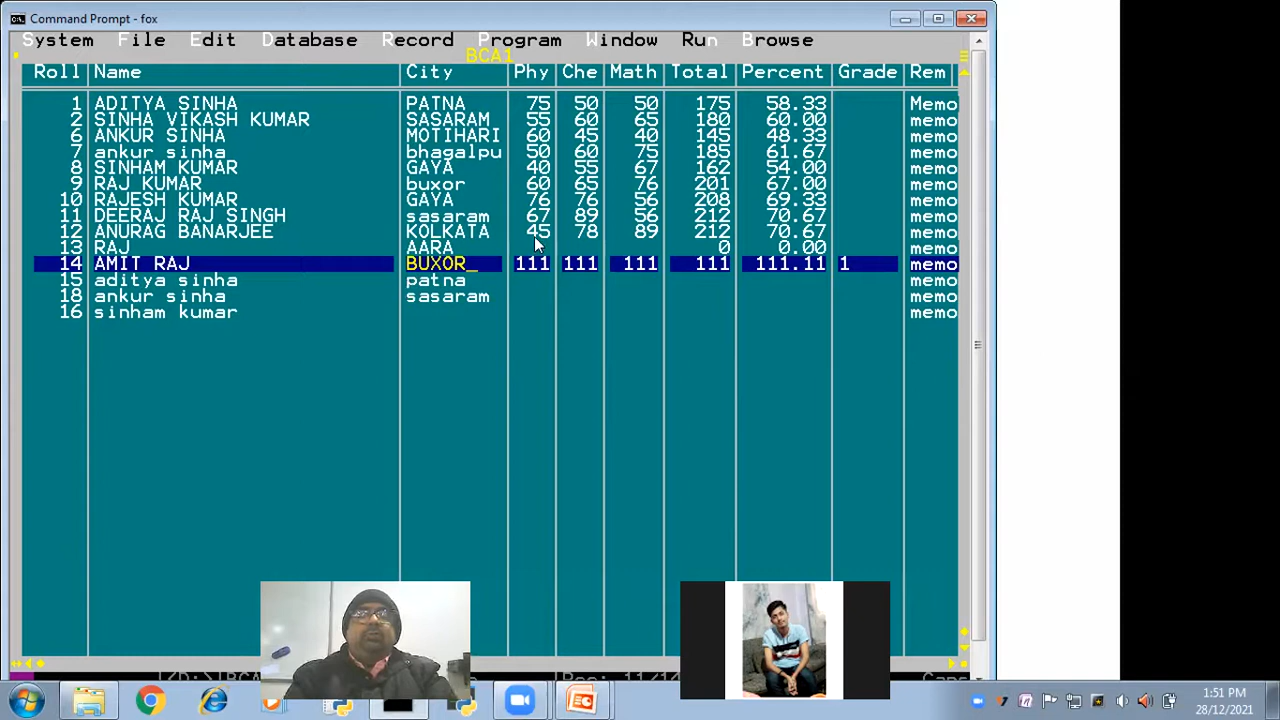 Command Prompt - fox
System File Edit Database Record Program Window Run Browse
BCA1
Roll Name City Phy Che Math Total Percent Grade Rem
1 ADITYA SINHA PATNA 75 50 50 175 58.33 Memo
2 SINHA VIKASH KUMAR SASARAM 55 60 65 180 60.00 memo
6 ANKUR SINHA MOTIHARI 60 45 40 145 48.33 memo
7 ankur sinha bhagalpu 50 60 75 185 61.67 memo
8 SINHAM KUMAR GAYA 40 55 67 162 54.00 memo
9 RAJ KUMAR buxor 60 65 76 201 67.00 memo
10 RAJESH KUMAR GAYA 76 76 56 208 69.33 memo
11 DEERAJ RAJ SINGH sasaram 67 89 56 212 70.67 memo
12 ANURAG BANARJEE KOLKATA 45 78 89 212 70.67 memo
13 RAJ AARA 0 0.00 memo
14 AMIT RAJ BUXOR_ 111 111 111 111 111.11 1 memo
15 aditya sinha patna memo
18 ankur sinha sasaram memo
16 sinham kumar memo
1:51 PM
28/12/2021